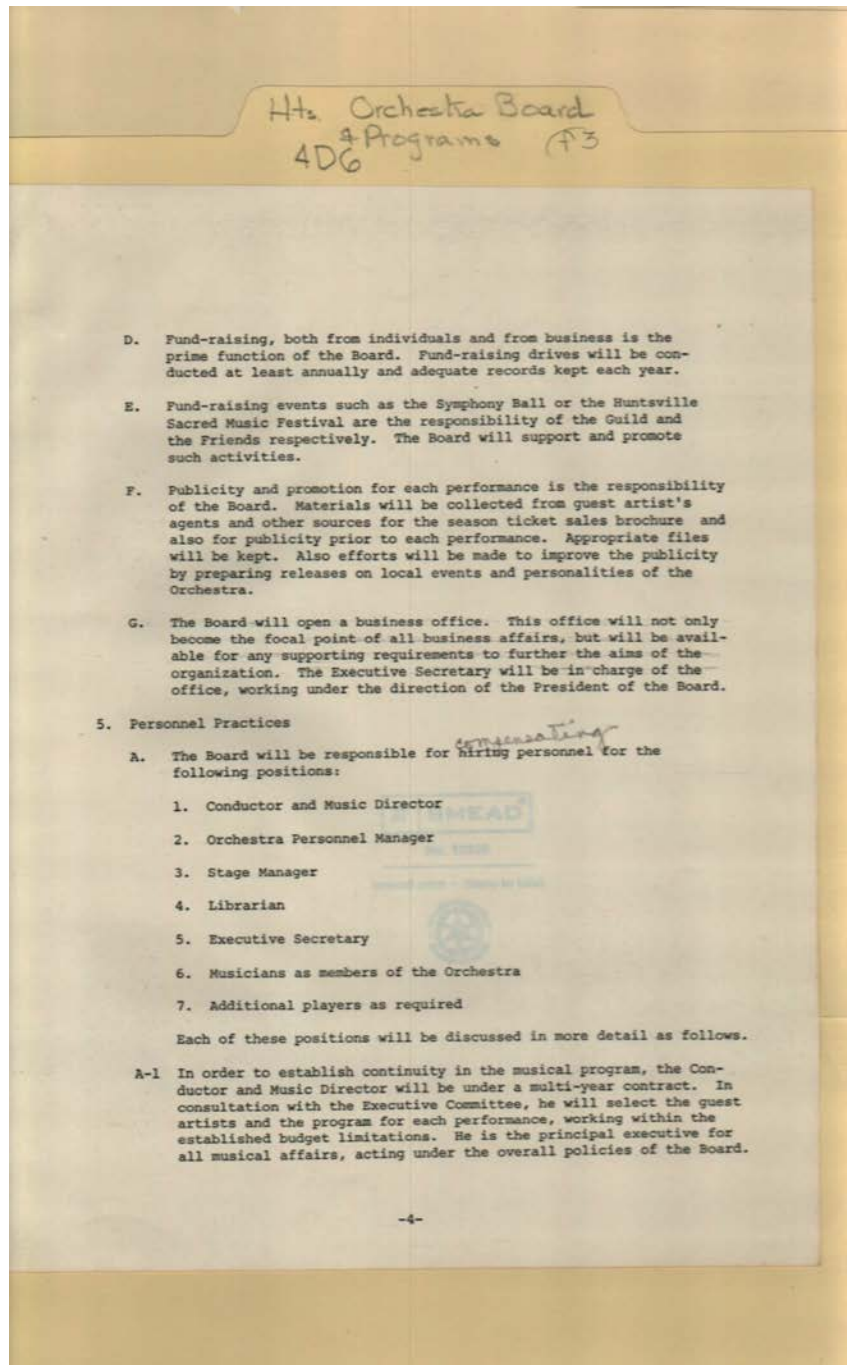 Hts. Orchestra Board
& Programs f3
4D6
D. Fund-raising, both from individuals and from business is the
prime function of the Board. Fund-raising drives will be con-
ducted at least annually and adequate records kept each year.
E. Fund-raising events such as the Symphony Ball or the Huntsville
Sacred Music Festival are the responsibility of the Guild and
the Friends respectively. The Board will support and promote
such activities.
F. Publicity and promotion for each performance is the responsibility
of the Board. Materials will be collected from guest artist's
agents and other sources for the season ticket sales brochure and
also for publicity prior to each performance. Appropriate files
will be kept. Also efforts will be made to improve the publicity
by preparing releases on local events and personalities of the
Orchestra.
G. The Board will open a business office. This office will not only
become the focal point of all business affairs, but will be avail-
able for any supporting requirements to further the aims of the
organization. The Executive Secretary will be in charge of the
office, working under the direction of the President of the Board.
5. Personnel Practices
compensating
A. The Board will be responsible for hiring personnel for the
following positions:
1. Conductor and Music Director
SMEAD
2. Orchestra Personnel Manager
3. Stage Manager
4. Librarian
5. Executive Secretary
6. Musicians as members of the Orchestra
7. Additional players as required
Each of these positions will be discussed in more detail as follows.
A-1 In order to establish continuity in the musical program, the Con-
ductor and Music Director will be under a multi-year contract. In
consultation with the Executive Committee, he will select the guest
artists and the program for each performance, working within the
established budget limitations. He is the principal executive for
all musical affairs, acting under the overall policies of the Board.
-4-